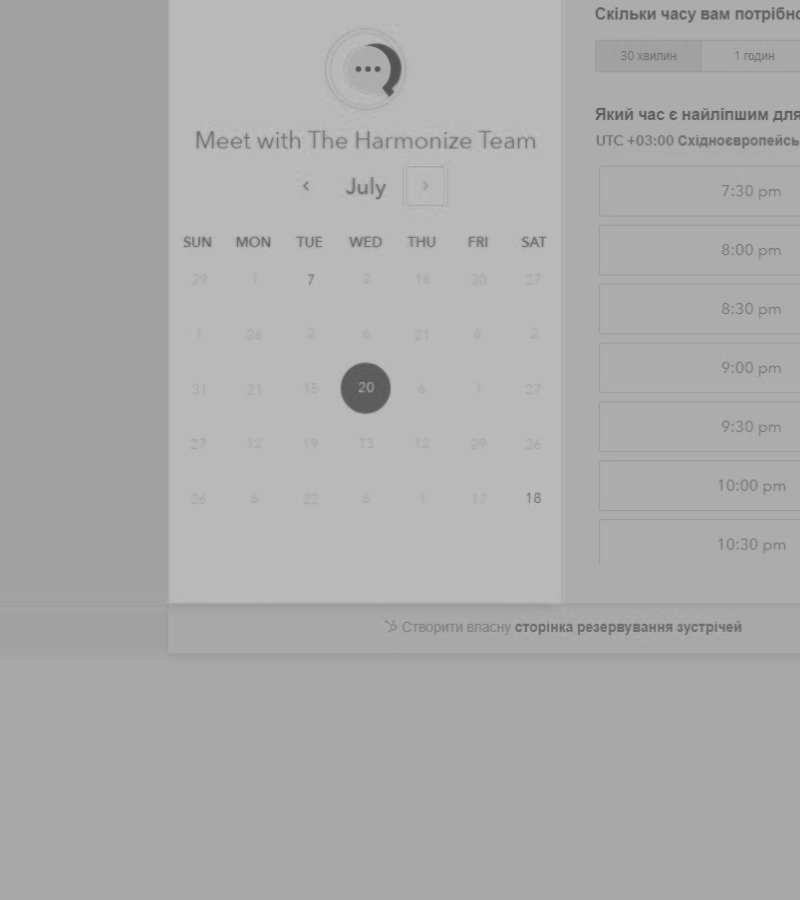 Meet with The Harmonize Team
July
SUN MON TUE WED THU FRI SAT
29 1 7 2 16 30 27
1 26 2 6 21 6 2
31 21 15 20 6 1 27
27 12 19 13 12 29 26
26 6 22 6 1 17 18
Скільки часу вам потрібно
30 хвилин 1 годин
Який час є найліпшим для
UTC +03:00 Східноєвропейсь
7:30 pm
8:00 pm
8:30 pm
9:00 pm
9:30 pm
10:00 pm
10:30 pm
Створити власну сторінка резервування зустрічей